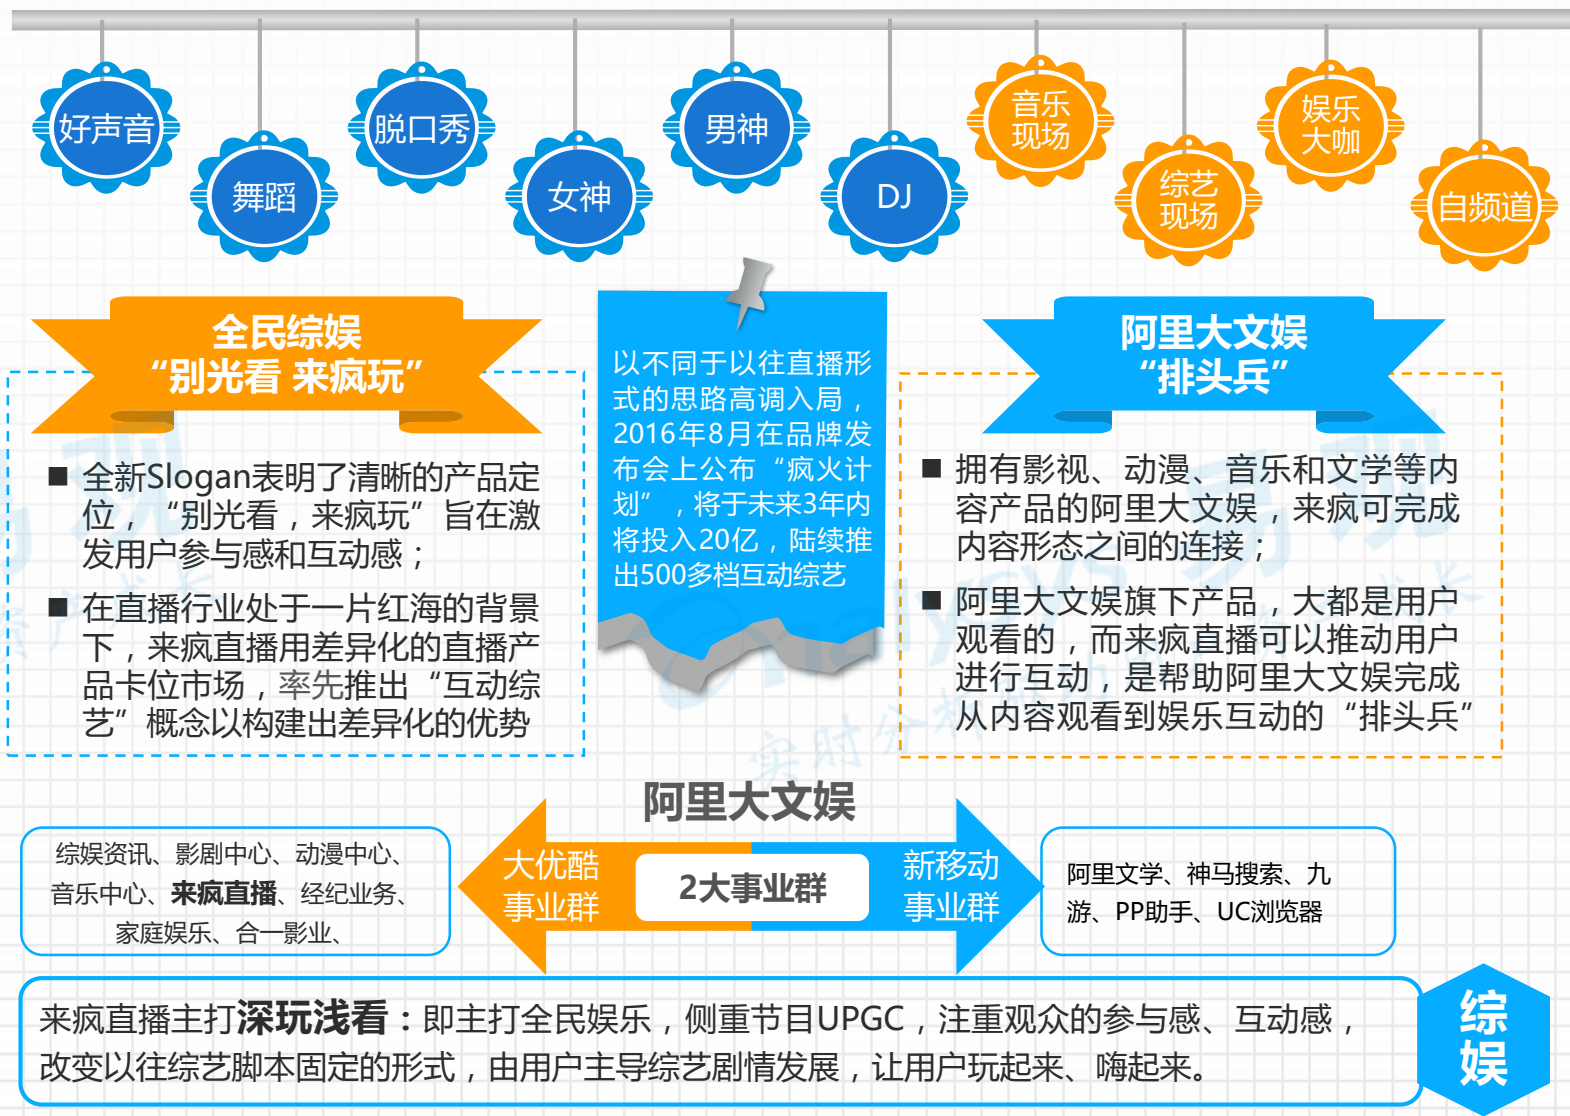 好声音
舞蹈
脱口秀
女神
男神
DJ
音乐
现场
综艺
现场
娱乐
大咖
自频道
全民综娱
“别光看 来疯玩”
■ 全新Slogan表明了清晰的产品定
位，“别光看，来疯玩”旨在激
发用户参与感和互动感；
■ 在直播行业处于一片红海的背景
下，来疯直播用差异化的直播产
品卡位市场，率先推出“互动综
艺”概念以构建出差异化的优势
以不同于以往直播形
式的思路高调入局，
2016年8月在品牌发
布会上公布“疯火计
划”，将于未来3年内
将投入20亿，陆续推
出500多档互动综艺
阿里大文娱
“排头兵”
■ 拥有影视、动漫、音乐和文学等内
容产品的阿里大文娱，来疯可完成
内容形态之间的连接；
■ 阿里大文娱旗下产品，大都是用户
观看的，而来疯直播可以推动用户
进行互动，是帮助阿里大文娱完成
从内容观看到娱乐互动的“排头兵”
阿里大文娱
综娱资讯、影剧中心、动漫中心、
音乐中心、来疯直播、经纪业务、
家庭娱乐、合一影业、
大优酷
事业群
2大事业群
新移动
事业群
阿里文学、神马搜索、九
游、PP助手、UC浏览器
来疯直播主打深玩浅看：即主打全民娱乐，侧重节目UPGC，注重观众的参与感、互动感，
改变以往综艺脚本固定的形式，由用户主导综艺剧情发展，让用户玩起来、嗨起来。
综
娱
易观
nalysys 易观